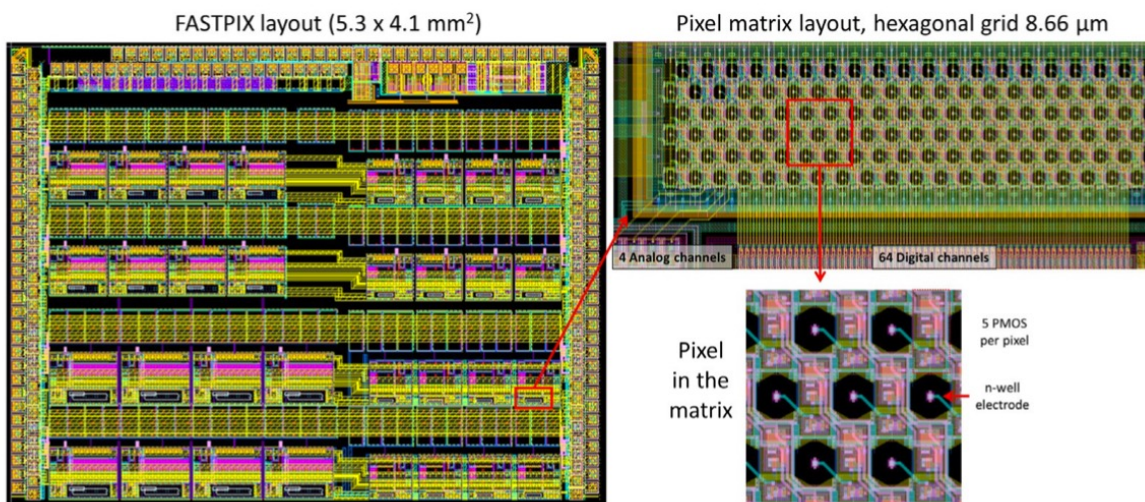 FASTPIX layout (5.3 x 4.1 mm²)
Pixel matrix layout, hexagonal grid 8.66 µm
4 Analog channels
64 Digital channels
Pixel
in the
matrix
5 PMOS
per pixel
n-well
electrode